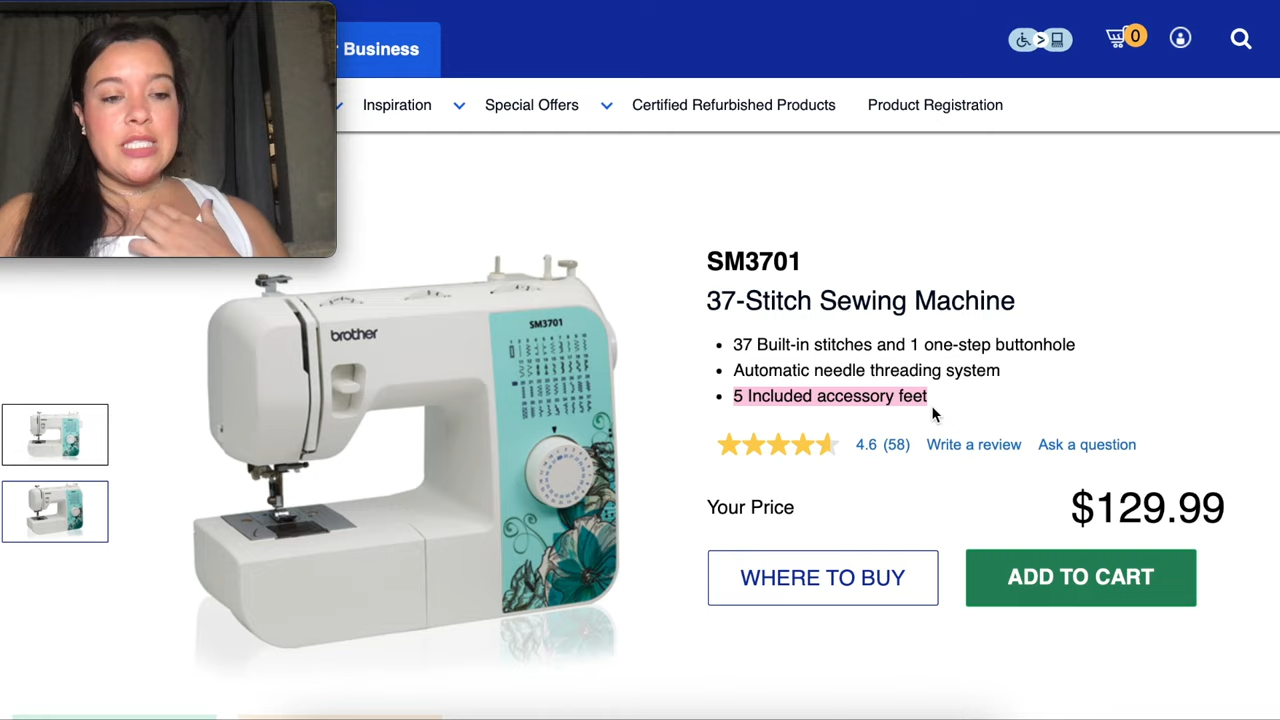 Business
0
Inspiration
Special Offers
Certified Refurbished Products
Product Registration
SM3701
37-Stitch Sewing Machine
37 Built-in stitches and 1 one-step buttonhole
Automatic needle threading system
5 Included accessory feet
4.6 (58)
Write a review
Ask a question
Your Price
$129.99
WHERE TO BUY
ADD TO CART
brother
SM3701